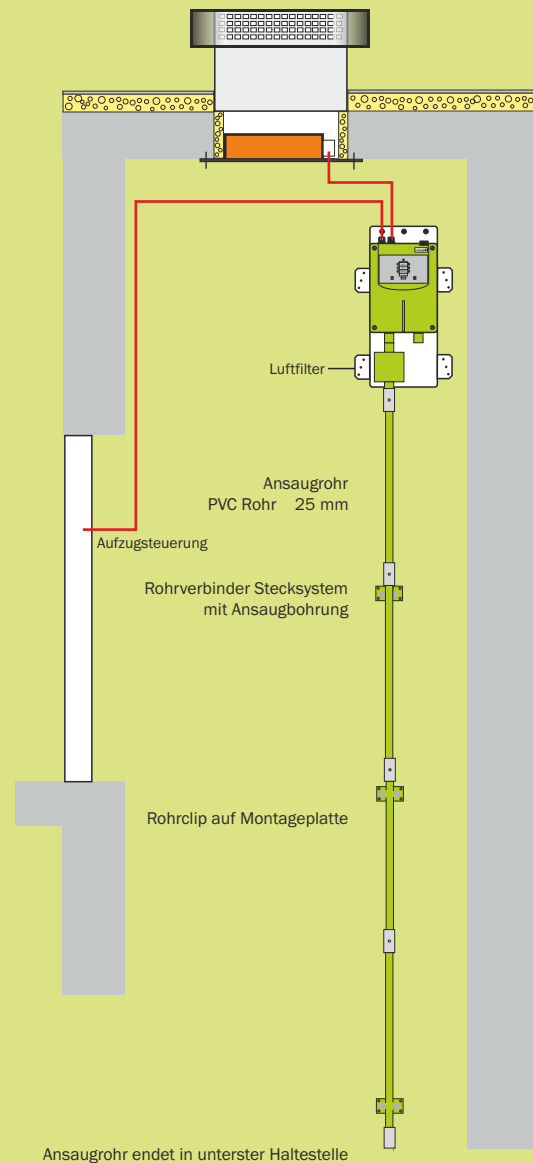 Luftfilter
Ansaugrohr
PVC Rohr 25 mm
Aufzugsteuerung
Rohrverbinder Stecksystem
mit Ansaugbohrung
Rohrclip auf Montageplatte
Ansaugrohr endet in unterster Haltestelle